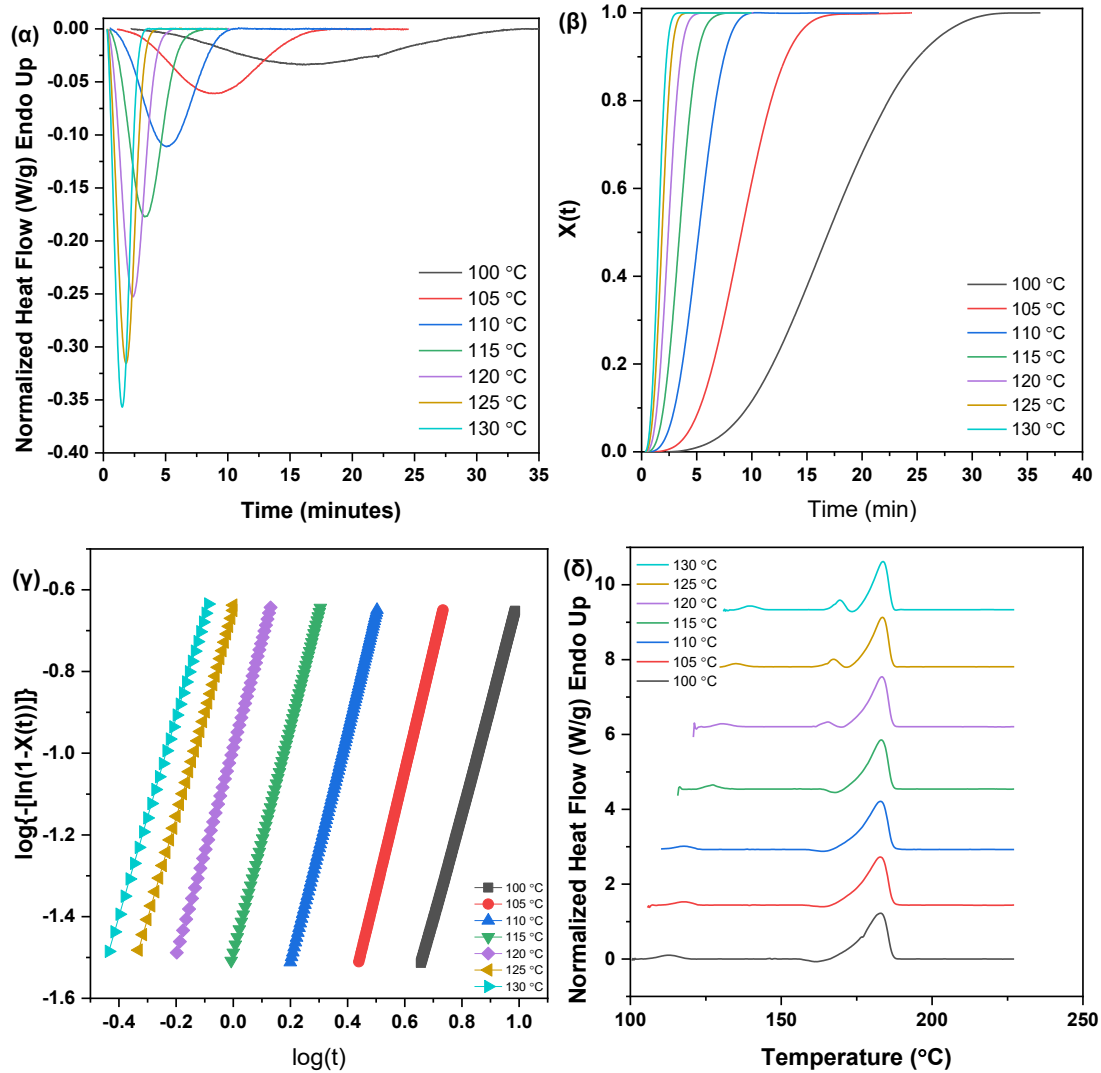 (α)
Normalized Heat Flow (W/g) Endo Up
0.00
-0.05
-0.10
-0.15
-0.20
-0.25
-0.30
-0.35
-0.40
100 °C
105 °C
110 °C
115 °C
120 °C
125 °C
130 °C
0 5 10 15 20 25 30 35
Time (minutes)
(β)
X(t)
1.0
0.8
0.6
0.4
0.2
0.0
100 °C
105 °C
110 °C
115 °C
120 °C
125 °C
130 °C
0 5 10 15 20 25 30 35 40
Time (min)
(γ)
log{-[ln(1-X(t))]}
-0.6
-0.8
-1.0
-1.2
-1.4
-1.6
100 °C
105 °C
110 °C
115 °C
120 °C
125 °C
130 °C
-0.4 -0.2 0.0 0.2 0.4 0.6 0.8 1.0
log(t)
(δ)
Normalized Heat Flow (W/g) Endo Up
10
8
6
4
2
0
130 °C
125 °C
120 °C
115 °C
110 °C
105 °C
100 °C
100 150 200 250
Temperature (°C)